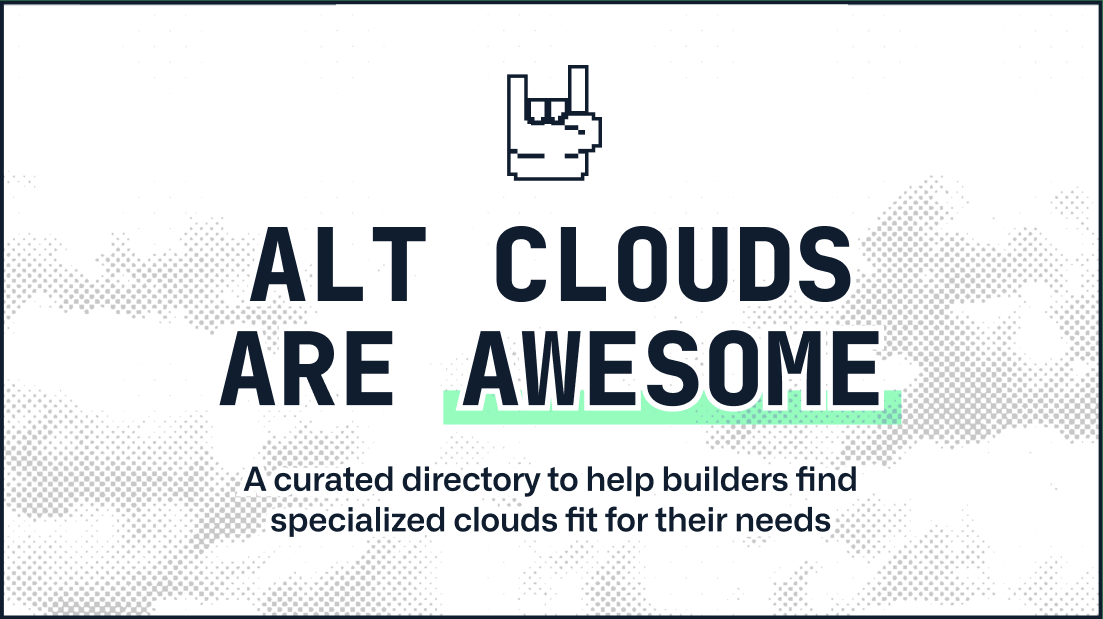 ALT CLOUDS
ARE AWESOME
A curated directory to help builders find
specialized clouds fit for their needs